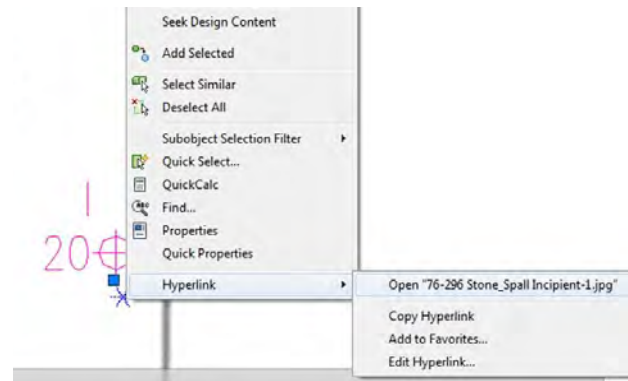 Seek Design Content
Add Selected
Select Similar
Deselect All
Subobject Selection Filter
Quick Select...
QuickCalc
Find...
Properties
Quick Properties
Hyperlink
Open "76-296 Stone_Spall Incipient-1.jpg"
Copy Hyperlink
Add to Favorites...
Edit Hyperlink...
20